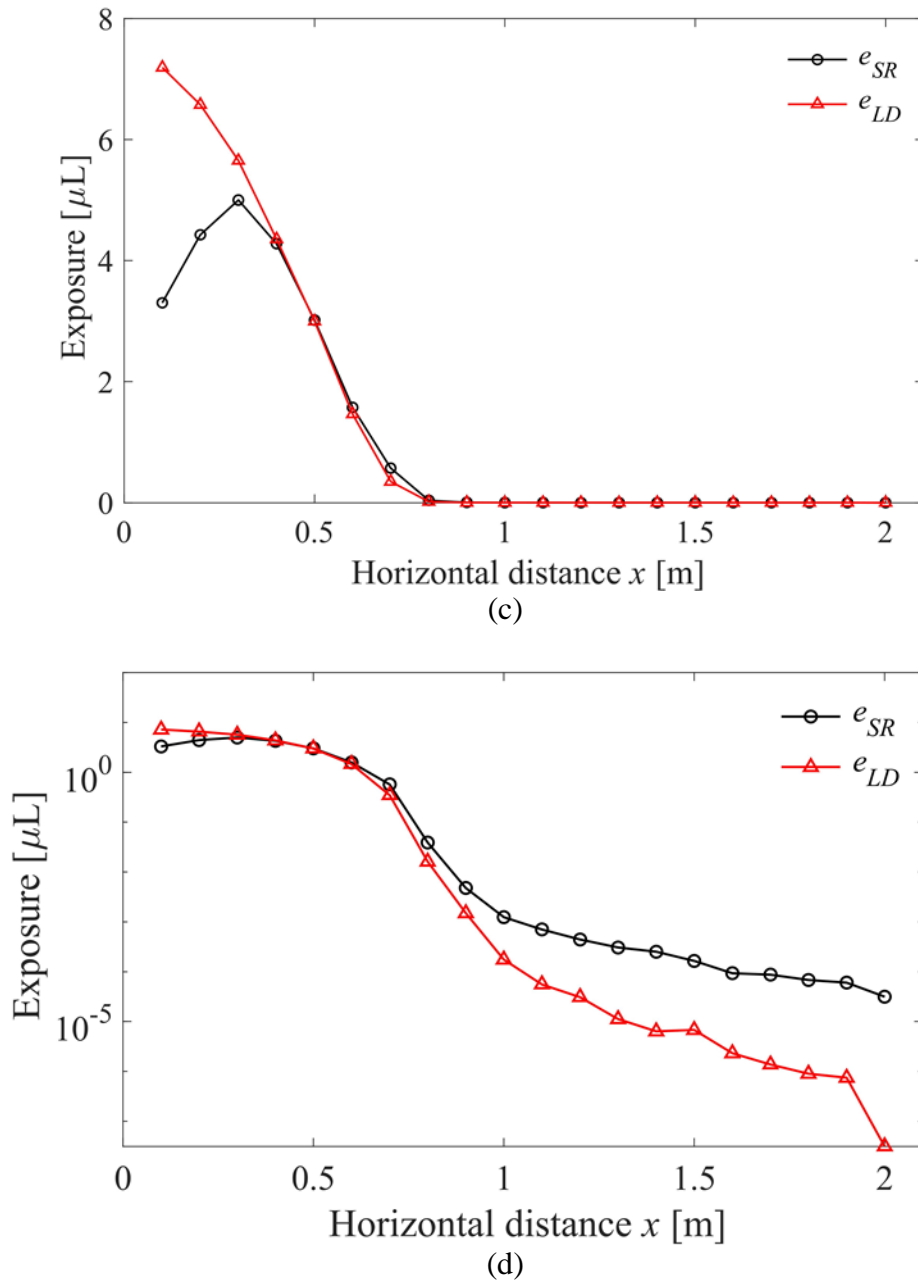 8
6
4
2
0
Exposure [μL]
e_SR
e_LD
0 0.5 1 1.5 2
Horizontal distance x [m]
(c)
10^0
10^-5
Exposure [μL]
e_SR
e_LD
0 0.5 1 1.5 2
Horizontal distance x [m]
(d)